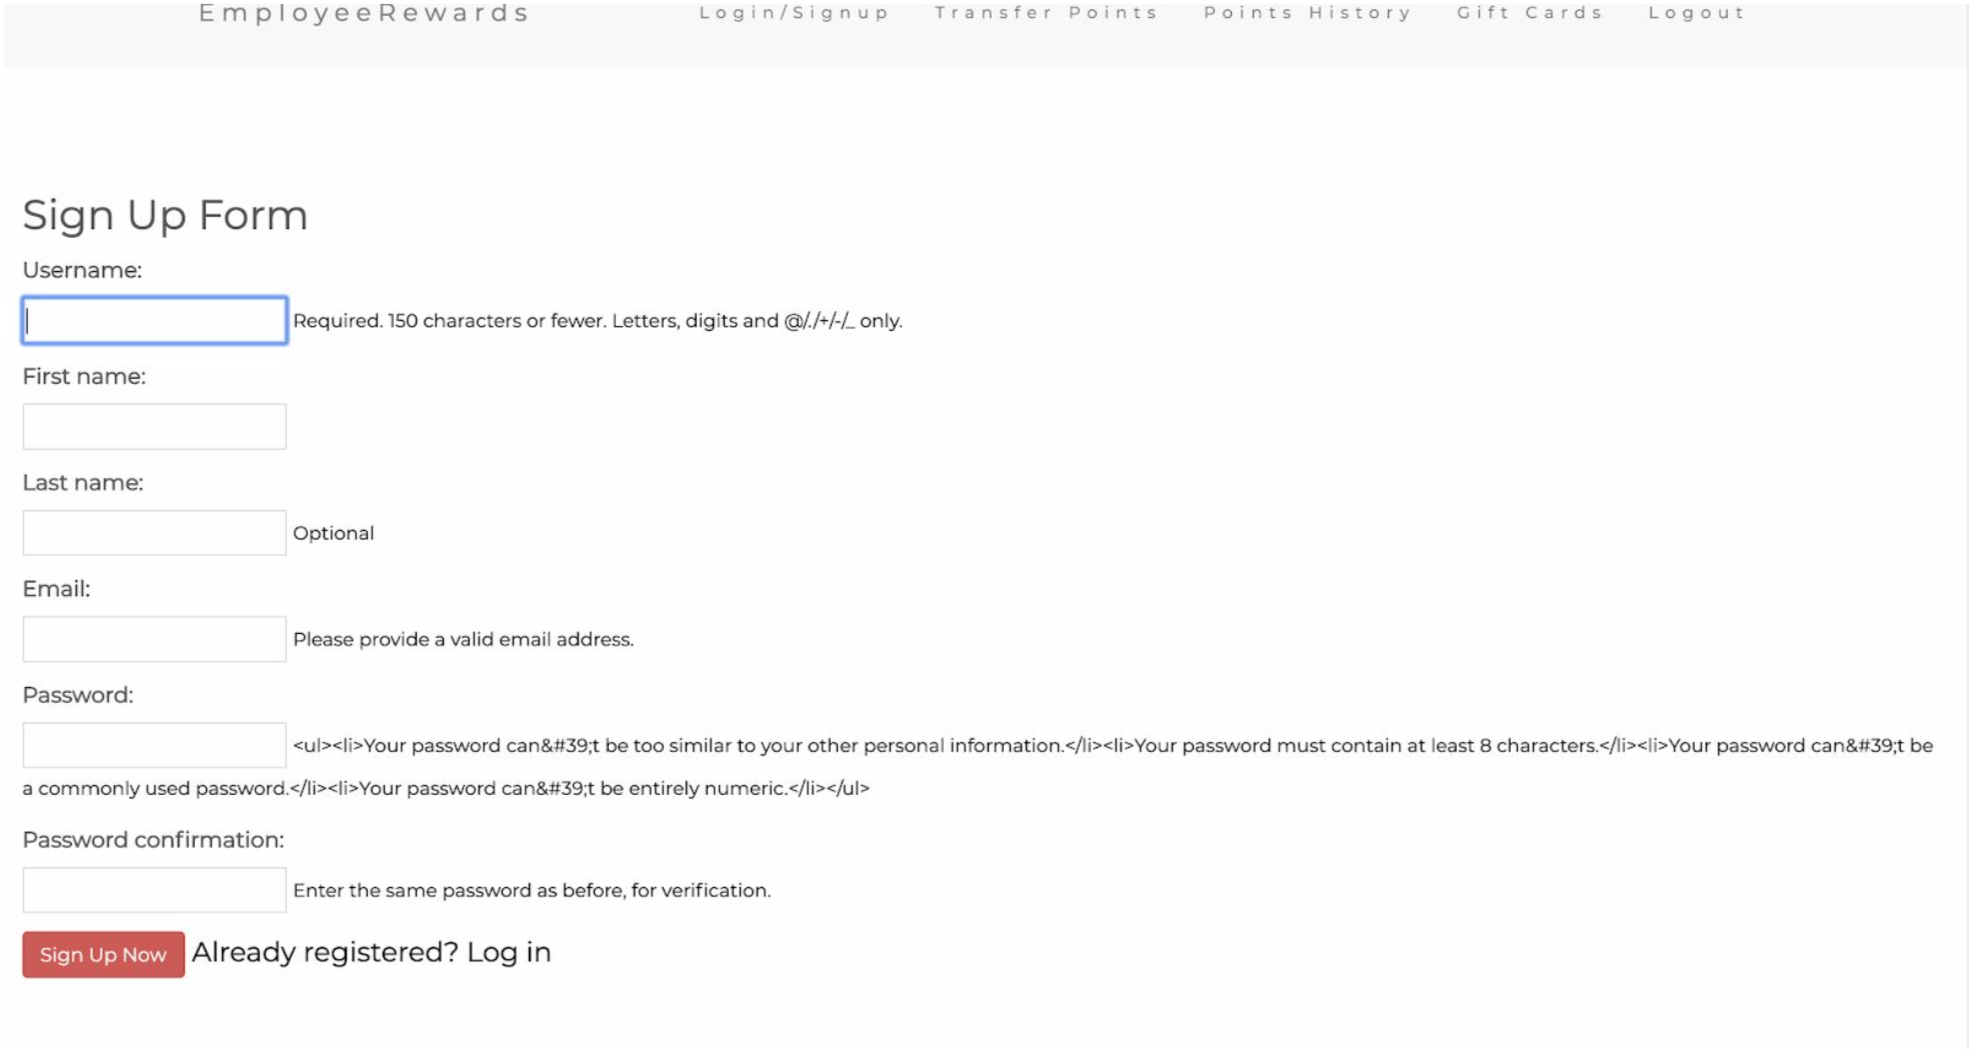 EmployeeRewards Login/Signup Transfer Points Points History Gift Cards Logout
Sign Up Form
Username:
Required. 150 characters or fewer. Letters, digits and @/./+/-/_ only.
First name:
Last name:
Optional
Email:
Please provide a valid email address.
Password:
<ul><li>Your password can&#39;t be too similar to your other personal information.</li><li>Your password must contain at least 8 characters.</li><li>Your password can&#39;t be
a commonly used password.</li><li>Your password can&#39;t be entirely numeric.</li></ul>
Password confirmation:
Enter the same password as before, for verification.
Sign Up Now Already registered? Log in